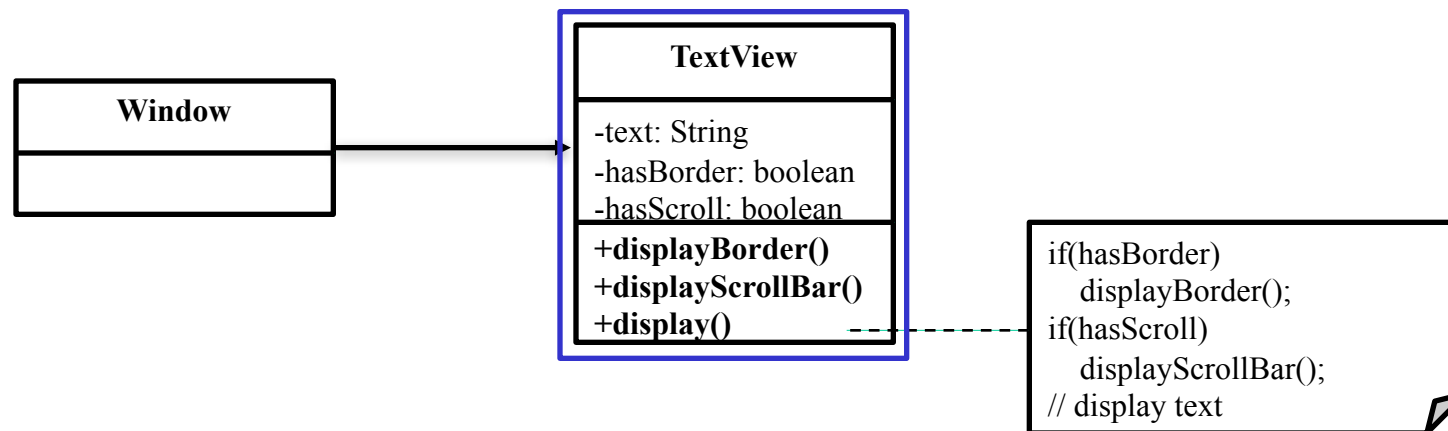 Window
TextView
-text: String
-hasBorder: boolean
-hasScroll: boolean
+displayBorder()
+displayScrollBar()
+display()
if(hasBorder)
displayBorder();
if(hasScroll)
displayScrollBar();
// display text